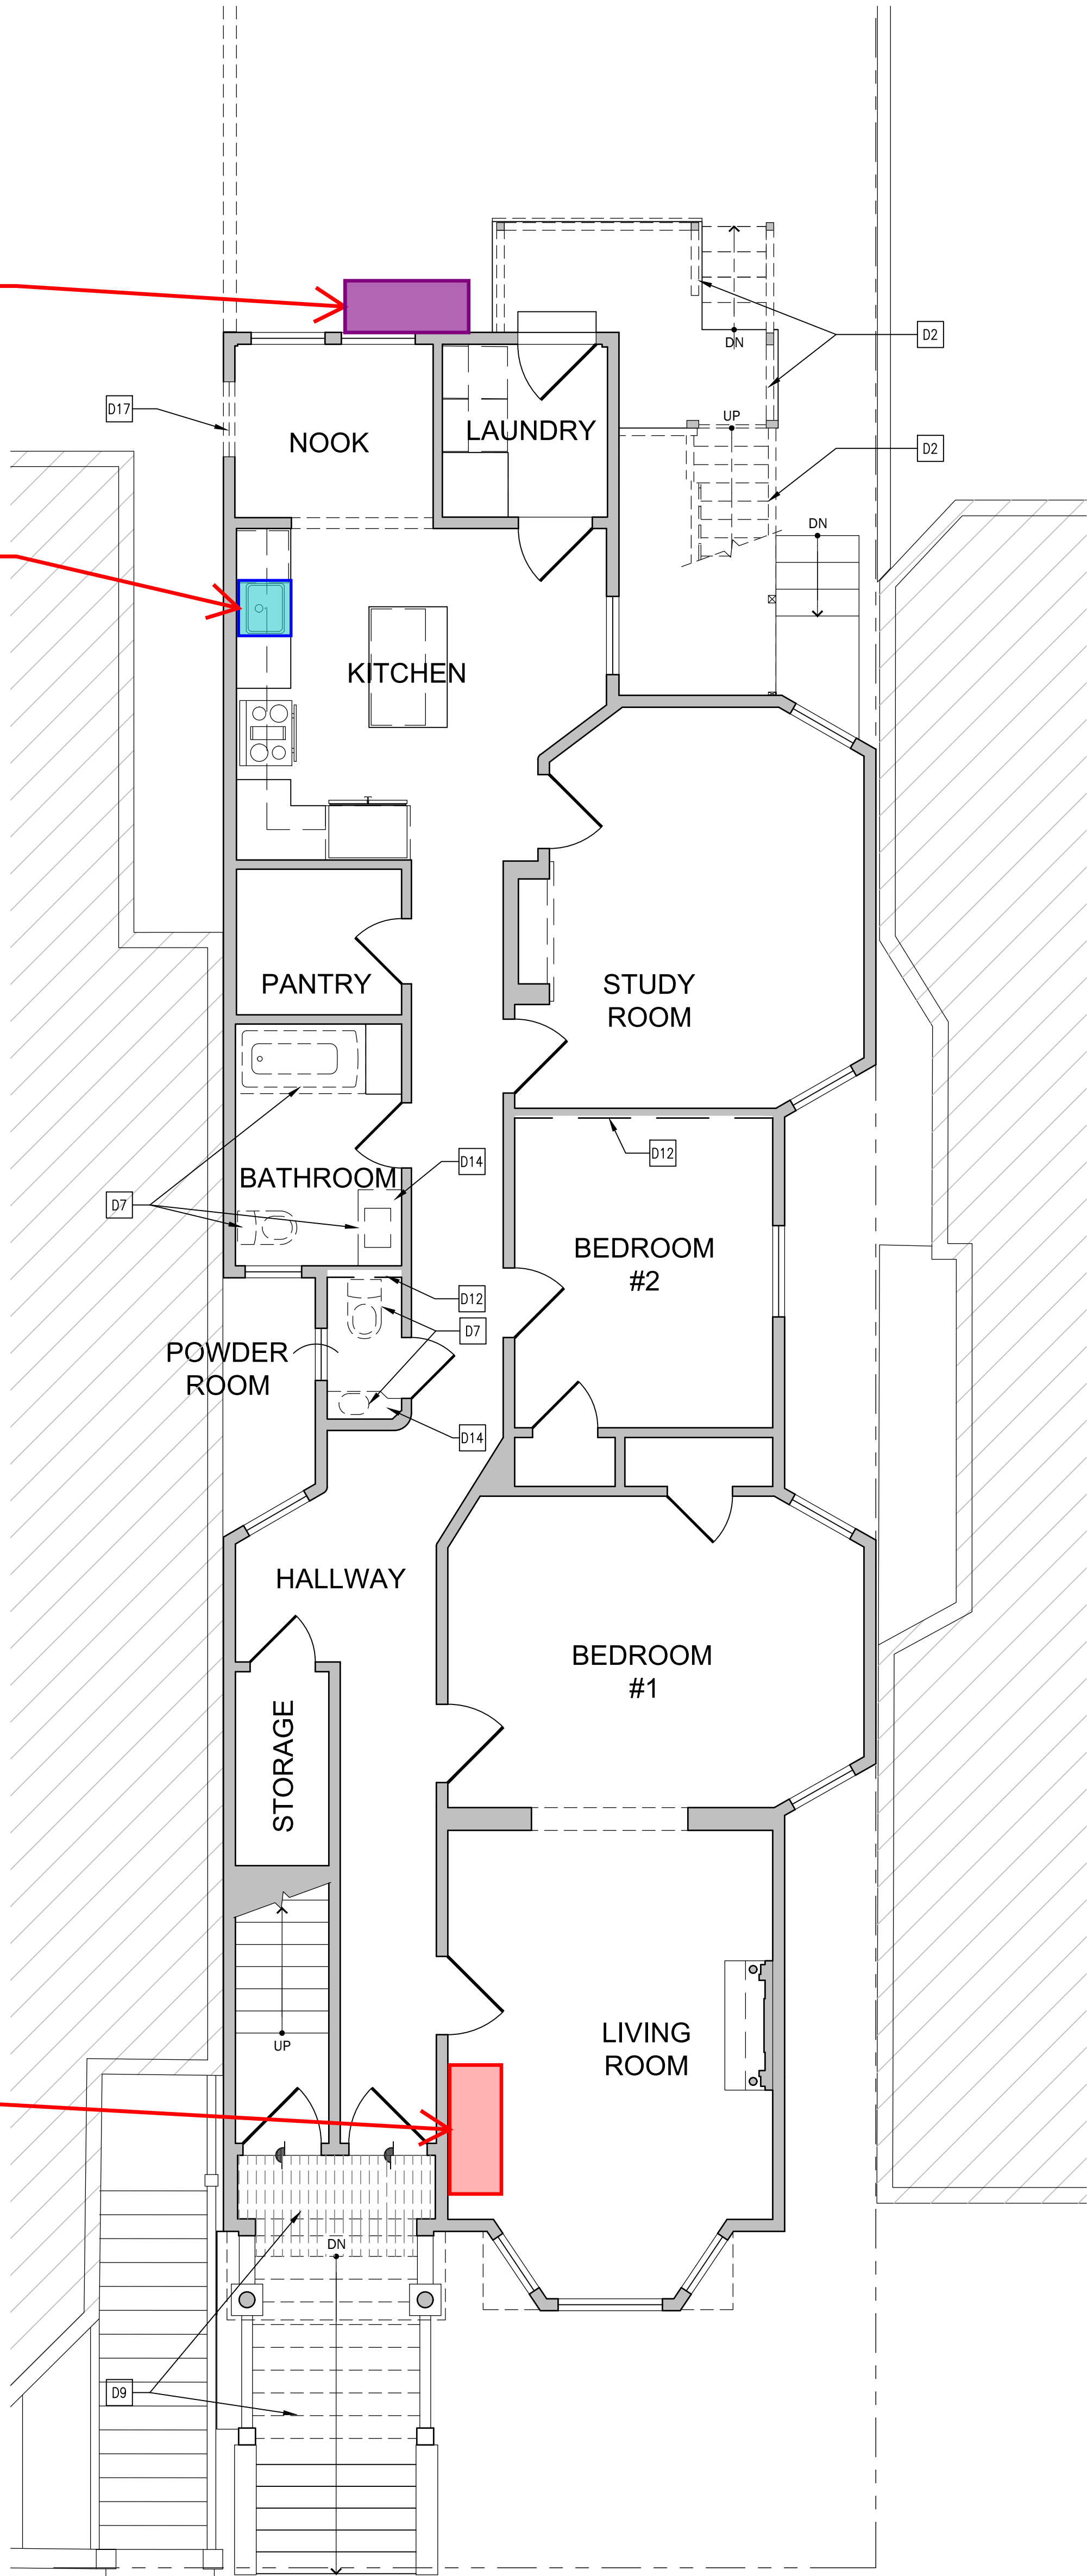 DN
D2
UP
D17
NOOK
LAUNDRY
D2
DN
KITCHEN
PANTRY
STUDY
ROOM
D12
D14
BATHROOM
D7
BEDROOM
#2
D12
D7
POWDER
ROOM
D14
HALLWAY
BEDROOM
#1
STORAGE
UP
LIVING
ROOM
DN
D9